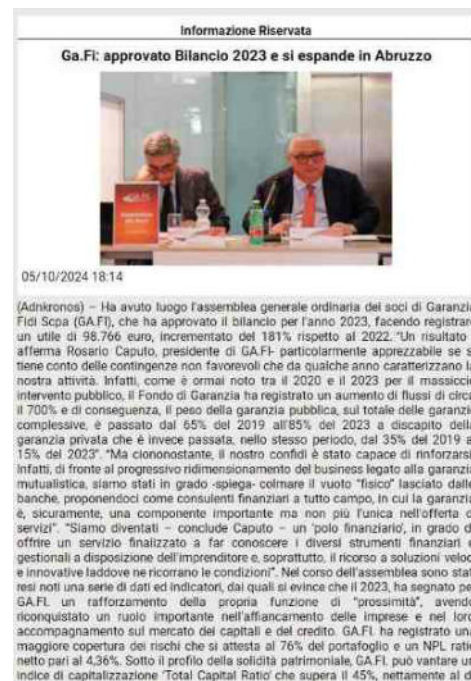 Informazione Riservata
Ga.Fi: approvato Bilancio 2023 e si espande in Abruzzo
GA.FI.
05/10/2024 18:14
(Adnkronos) – Ha avuto luogo l'assemblea generale ordinaria dei soci di Garanzia
Fidi Scpa (GA.FI), che ha approvato il bilancio per l'anno 2023, facendo registrare
un utile di 98.766 euro, incrementato del 181% rispetto al 2022. "Un risultato -
afferma Rosario Caputo, presidente di GA.FI- particolarmente apprezzabile se si
tiene conto delle contingenze non favorevoli che da qualche anno caratterizzano la
nostra attività. Infatti, come è ormai noto tra il 2020 e il 2023 per il massiccio
intervento pubblico, il Fondo di Garanzia ha registrato un aumento di flussi di circa
il 700% e di conseguenza, il peso della garanzia pubblica, sul totale delle garanzie
complessive, è passato dal 65% del 2019 all'85% del 2023 a discapito della
garanzia privata che è invece passata, nello stesso periodo, dal 35% del 2019 al
15% del 2023". "Ma ciononostante, il nostro confidi è stato capace di rinforzarsi.
Infatti, di fronte al progressivo ridimensionamento del business legato alla garanzia
mutualistica, siamo stati in grado -spiega- colmare il vuoto "fisico" lasciato dalle
banche, proponendoci come consulenti finanziari a tutto campo, in cui la garanzia
è, sicuramente, una componente importante ma non più l'unica nell'offerta di
servizi". "Siamo diventati – conclude Caputo – un 'polo finanziario', in grado di
offrire un servizio finalizzato a far conoscere i diversi strumenti finanziari e
gestionali a disposizione dell'imprenditore e, soprattutto, il ricorso a soluzioni veloci
e innovative laddove ne ricorrano le condizioni". Nel corso dell'assemblea sono stati
resi noti una serie di dati ed indicatori, dai quali si evince che il 2023, ha segnato per
GA.FI. un rafforzamento della propria funzione di "prossimità", avendo
riconquistato un ruolo importante nell'affiancamento delle imprese e nel loro
accompagnamento sul mercato dei capitali e del credito. GA.FI. ha registrato una
maggiore copertura dei rischi che si attesta al 76% del portafoglio e un NPL ratio
netto pari al 4,36%. Sotto il profilo della solidità patrimoniale, GA.FI. può vantare un
indice di capitalizzazione 'Total Capital Ratio' che supera il 45%, nettamente al di